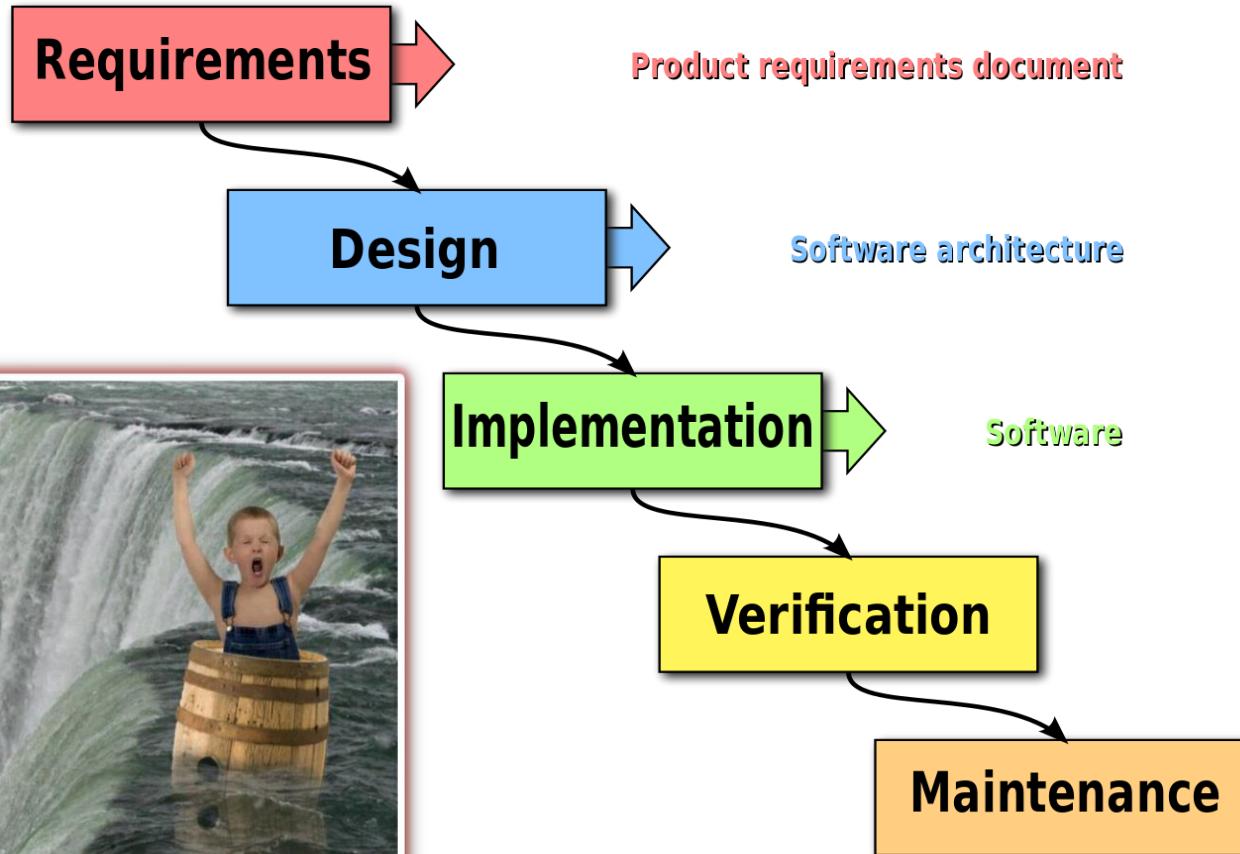 Requirements
Product requirements document
Design
Software architecture
Implementation
Software
Verification
Maintenance